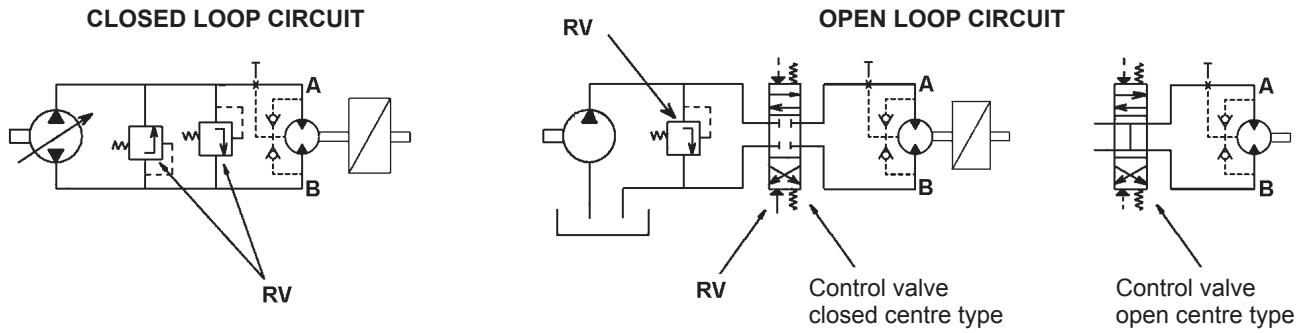 CLOSED LOOP CIRCUIT
OPEN LOOP CIRCUIT
T
A
B
RV
RV
T
A
B
RV
Control valve
closed centre type
T
A
B
Control valve
open centre type